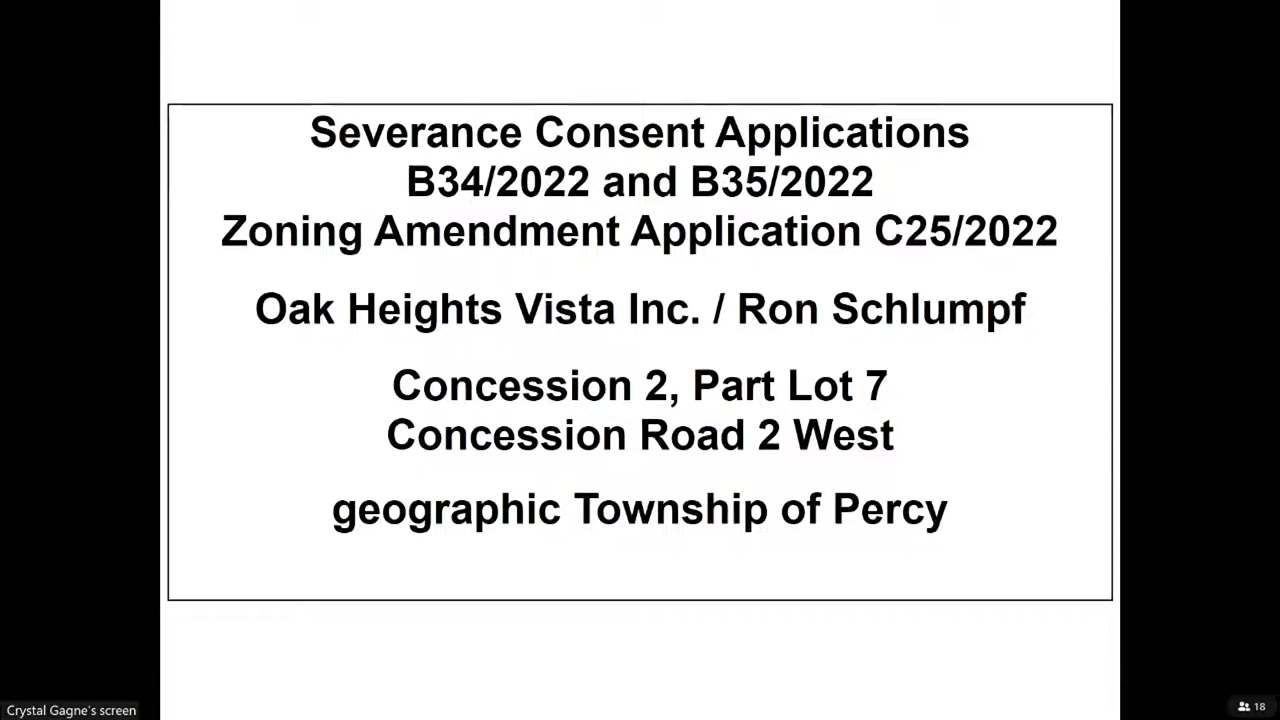 Severance Consent Applications
B34/2022 and B35/2022
Zoning Amendment Application C25/2022
Oak Heights Vista Inc. / Ron Schlumpf
Concession 2, Part Lot 7
Concession Road 2 West
geographic Township of Percy
Crystal Gagne's screen
18